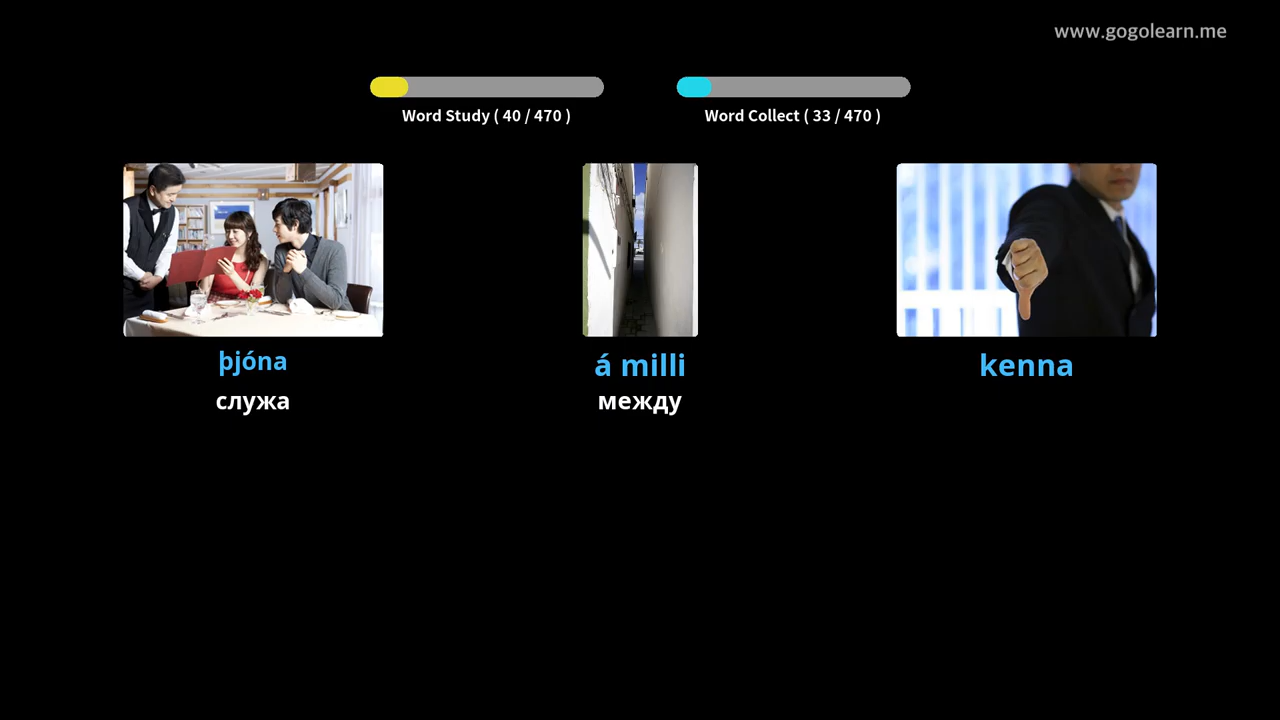 www.gogolearn.me
Word Study ( 40 / 470 )
Word Collect ( 33 / 470 )
þjóna
á milli
kenna
служа
между